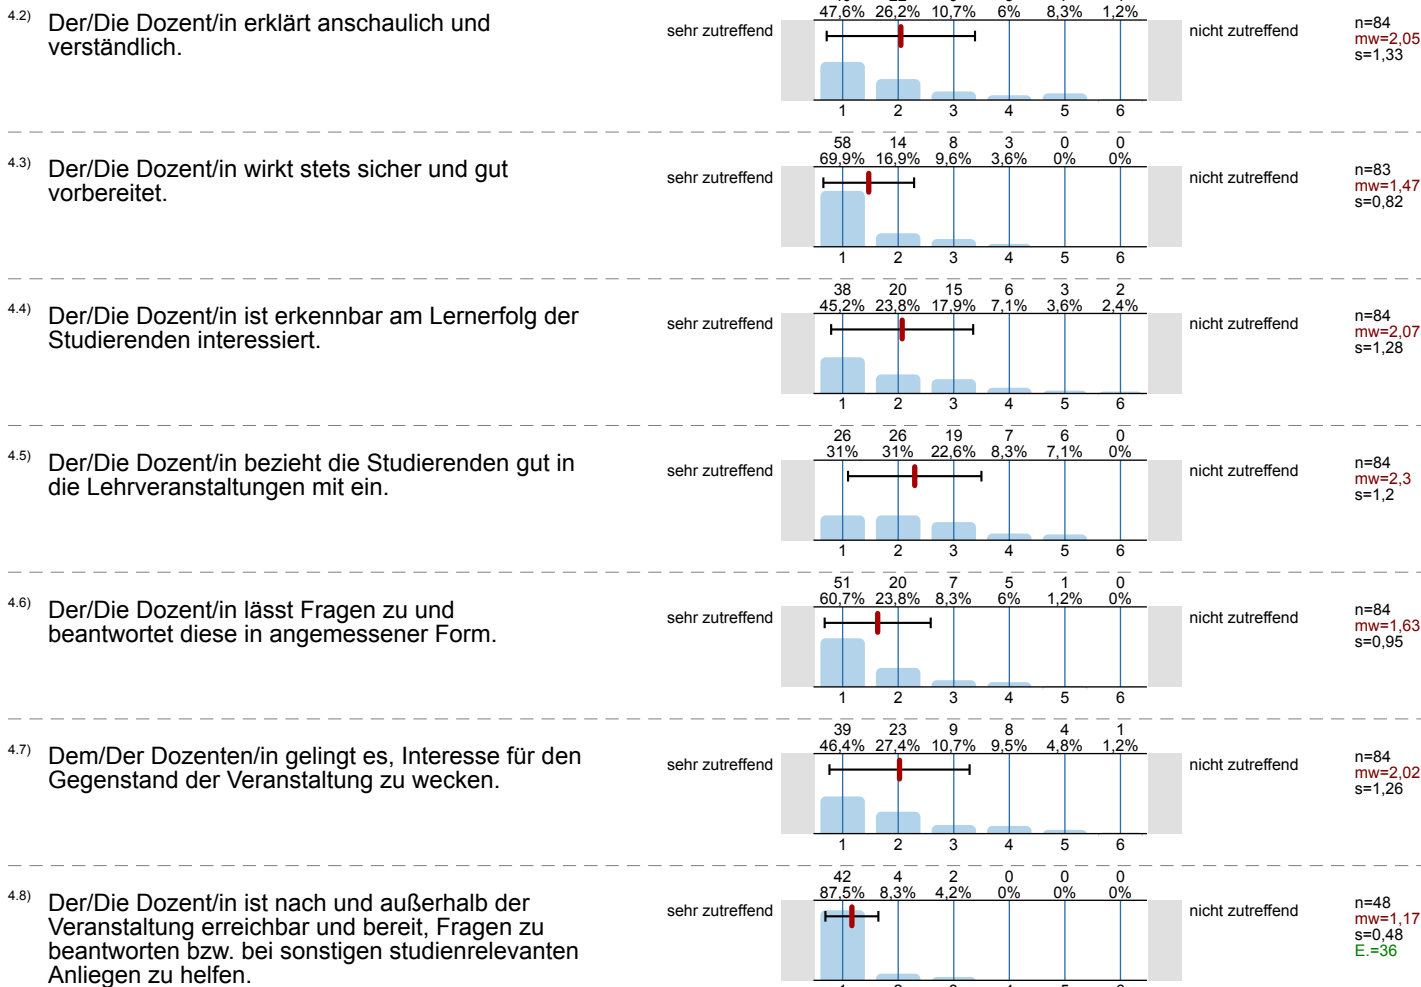 4.2) Der/Die Dozent/in erklärt anschaulich und
verständlich.
sehr zutreffend
47,6% 26,2% 10,7% 6% 8,3% 1,2%
1 2 3 4 5 6
nicht zutreffend
n=84
mw=2,05
s=1,33
4.3) Der/Die Dozent/in wirkt stets sicher und gut
vorbereitet.
sehr zutreffend
58 14 8 3 0 0
69,9% 16,9% 9,6% 3,6% 0% 0%
1 2 3 4 5 6
nicht zutreffend
n=83
mw=1,47
s=0,82
4.4) Der/Die Dozent/in ist erkennbar am Lernerfolg der
Studierenden interessiert.
sehr zutreffend
38 20 15 6 3 2
45,2% 23,8% 17,9% 7,1% 3,6% 2,4%
1 2 3 4 5 6
nicht zutreffend
n=84
mw=2,07
s=1,28
4.5) Der/Die Dozent/in bezieht die Studierenden gut in
die Lehrveranstaltungen mit ein.
sehr zutreffend
26 26 19 7 6 0
31% 31% 22,6% 8,3% 7,1% 0%
1 2 3 4 5 6
nicht zutreffend
n=84
mw=2,3
s=1,2
4.6) Der/Die Dozent/in lässt Fragen zu und
beantwortet diese in angemessener Form.
sehr zutreffend
51 20 7 5 1 0
60,7% 23,8% 8,3% 6% 1,2% 0%
1 2 3 4 5 6
nicht zutreffend
n=84
mw=1,63
s=0,95
4.7) Dem/Der Dozenten/in gelingt es, Interesse für den
Gegenstand der Veranstaltung zu wecken.
sehr zutreffend
39 23 9 8 4 1
46,4% 27,4% 10,7% 9,5% 4,8% 1,2%
1 2 3 4 5 6
nicht zutreffend
n=84
mw=2,02
s=1,26
4.8) Der/Die Dozent/in ist nach und außerhalb der
Veranstaltung erreichbar und bereit, Fragen zu
beantworten bzw. bei sonstigen studienrelevanten
Anliegen zu helfen.
sehr zutreffend
42 4 2 0 0 0
87,5% 8,3% 4,2% 0% 0% 0%
nicht zutreffend
n=48
mw=1,17
s=0,48
E.=36